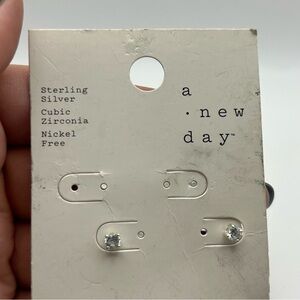 Sterling
Silver
Cubic
Zirconia
Nickel
Free
a
· new
day™